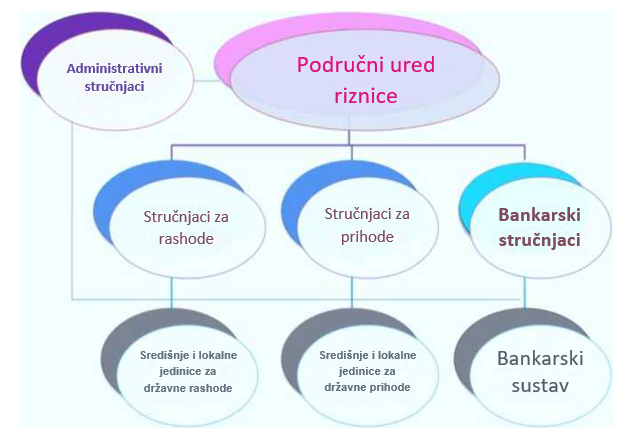 Administrativni
stručnjaci
Područni ured
riznice
Stručnjaci za
rashode
Stručnjaci za
prihode
Bankarski
stručnjaci
Središnje i lokalne
jedinice za
državne rashode
Središnje i lokalne
jedinice za
državne prihode
Bankarski
sustav